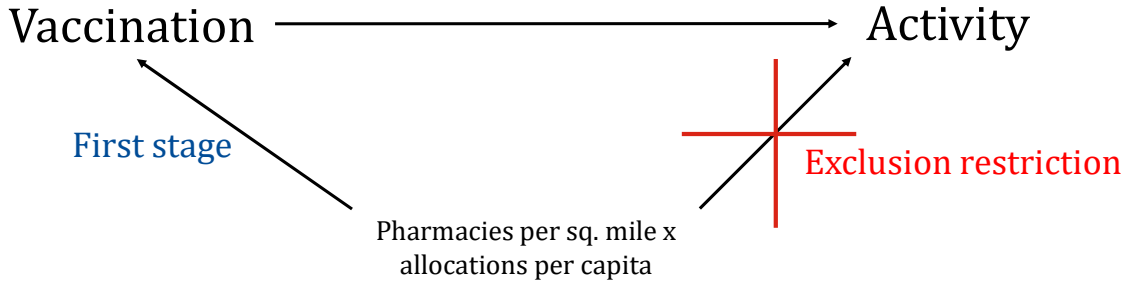 Vaccination
Activity
First stage
Exclusion restriction
Pharmacies per sq. mile x
allocations per capita